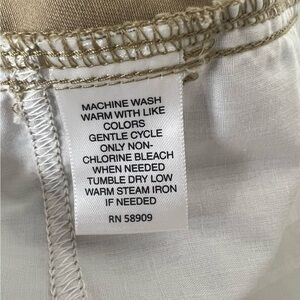 MACHINE WASH
WARM WITH LIKE
COLORS
GENTLE CYCLE
ONLY NON-
CHLORINE BLEACH
WHEN NEEDED
TUMBLE DRY LOW
WARM STEAM IRON
IF NEEDED
RN 58909